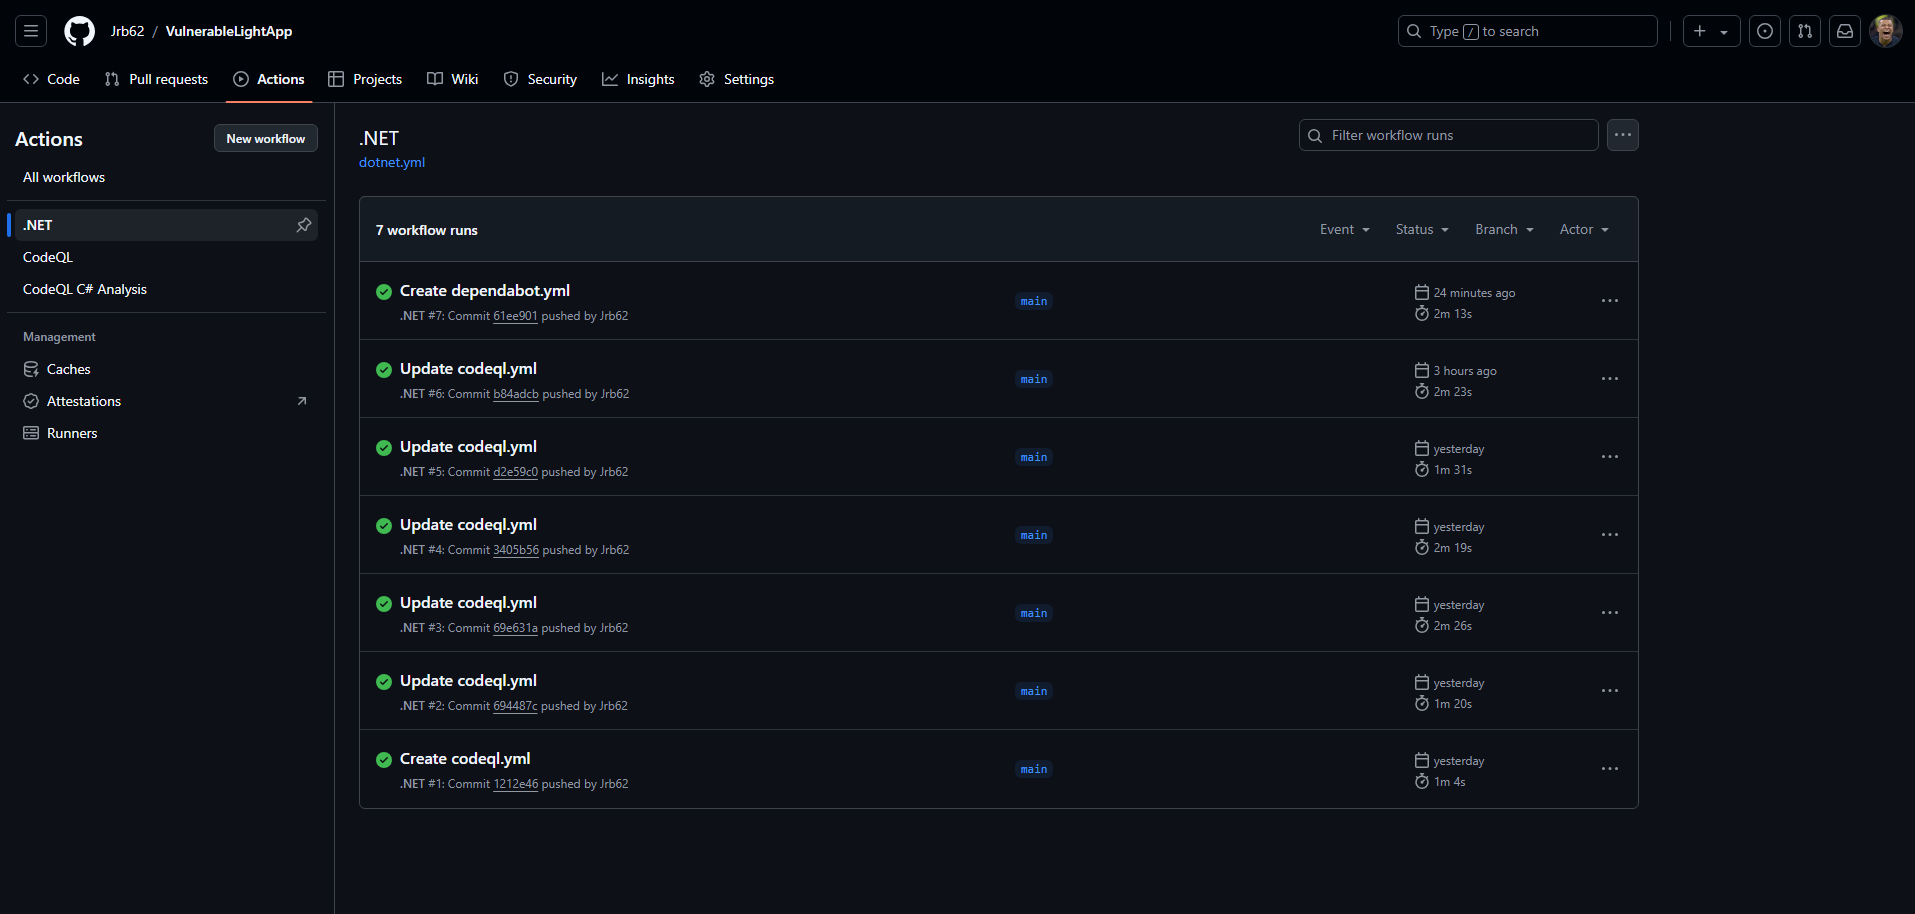 Jrb62 / VulnerableLightApp
Type / to search
Code
Pull requests
Actions
Projects
Wiki
Security
Insights
Settings
Actions
New workflow
All workflows
.NET
CodeQL
CodeQL C# Analysis
Management
Caches
Attestations
Runners
.NET
dotnet.yml
Filter workflow runs
7 workflow runs
Event
Status
Branch
Actor
Create dependabot.yml
.NET #7: Commit 61ee901 pushed by Jrb62
main
24 minutes ago
2m 13s
Update codeql.yml
.NET #6: Commit b84adcb pushed by Jrb62
main
3 hours ago
2m 23s
Update codeql.yml
.NET #5: Commit d2e59c0 pushed by Jrb62
main
yesterday
1m 31s
Update codeql.yml
.NET #4: Commit 3405b56 pushed by Jrb62
main
yesterday
2m 19s
Update codeql.yml
.NET #3: Commit 69e631a pushed by Jrb62
main
yesterday
2m 26s
Update codeql.yml
.NET #2: Commit 694487c pushed by Jrb62
main
yesterday
1m 20s
Create codeql.yml
.NET #1: Commit 1212e46 pushed by Jrb62
main
yesterday
1m 4s